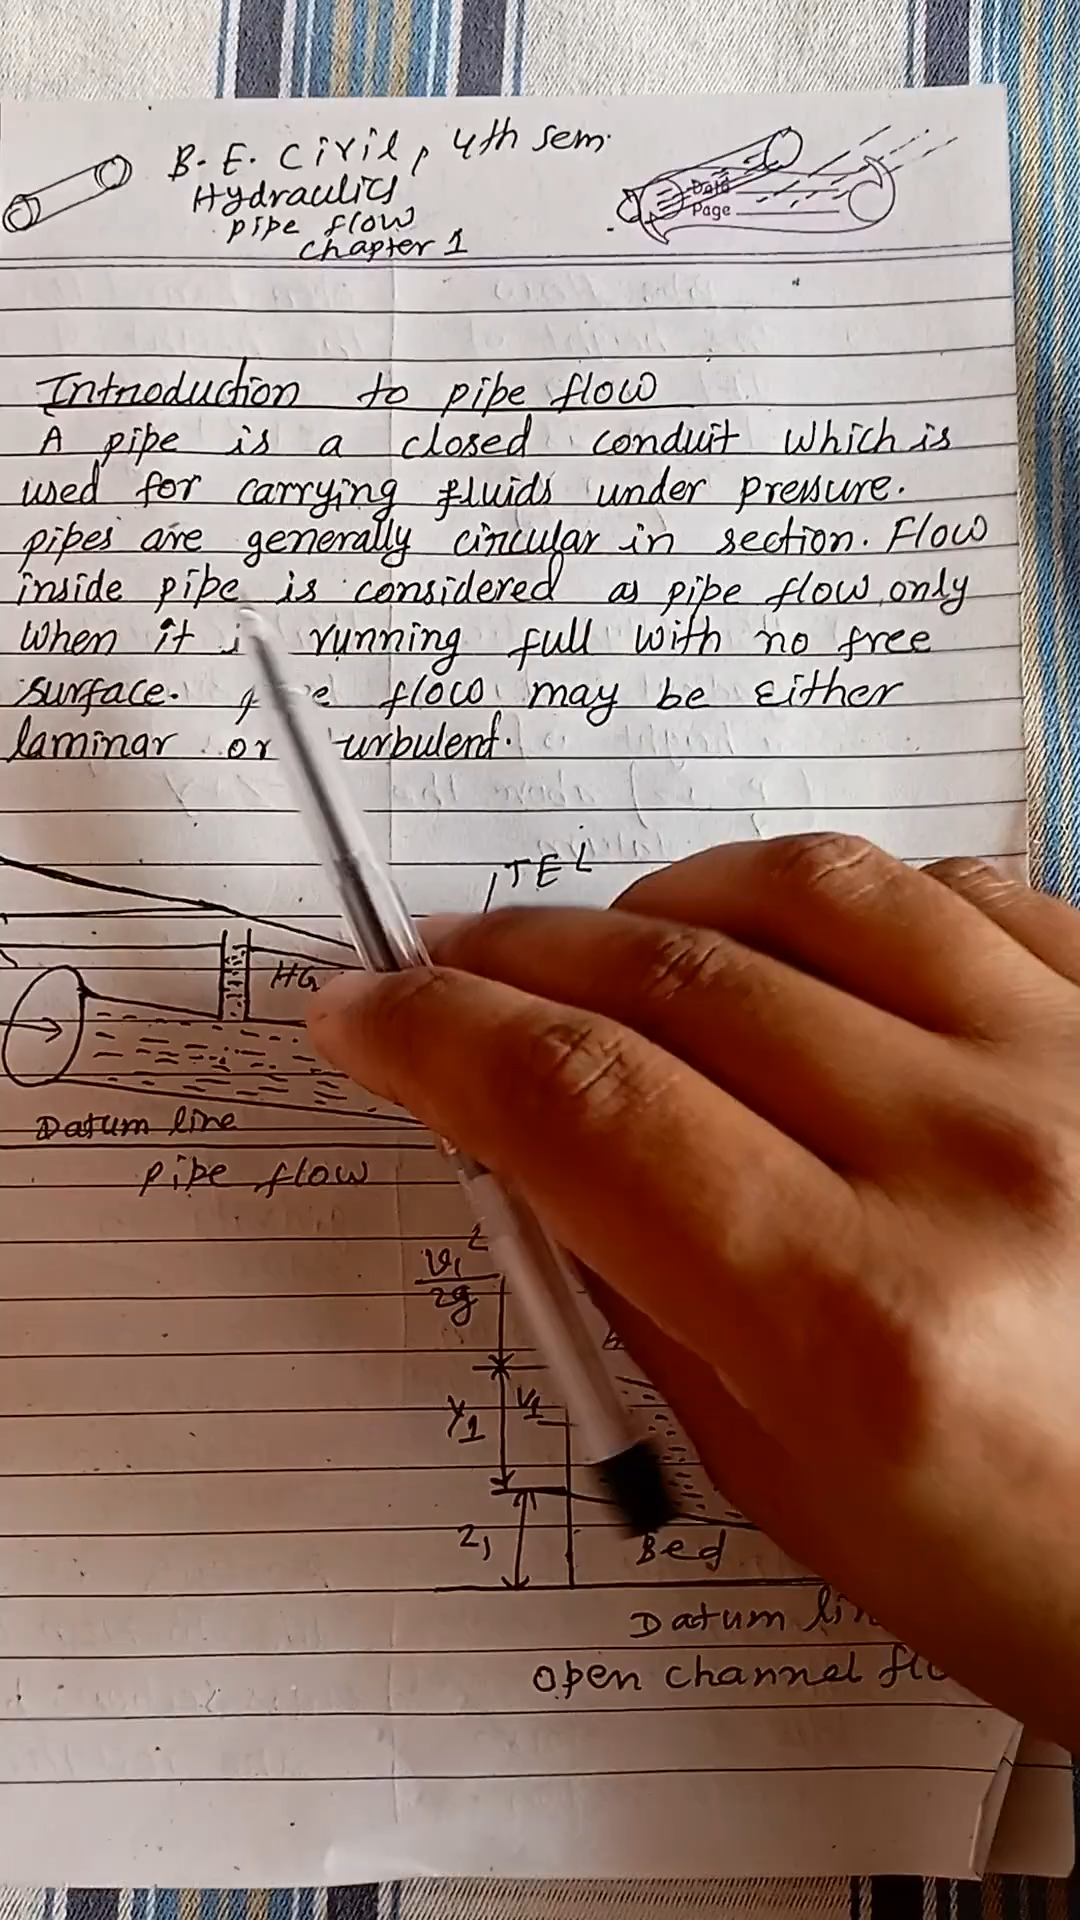 B.E. Civil, 4th sem.
Hydraulics
pipe flow
chapter 1
Date
Page
Introduction to pipe flow
A pipe is a closed conduit which is
used for carrying fluids under pressure.
pipes are generally circular in section. Flow
inside pipe is considered as pipe flow only
when it running full with no free
surface. flow may be Either
laminar or turbulent.
TEL
HG
Datum line
pipe flow
V₁²
2g
Y₁ V₁
Z₁
Bed
Datum
open channel